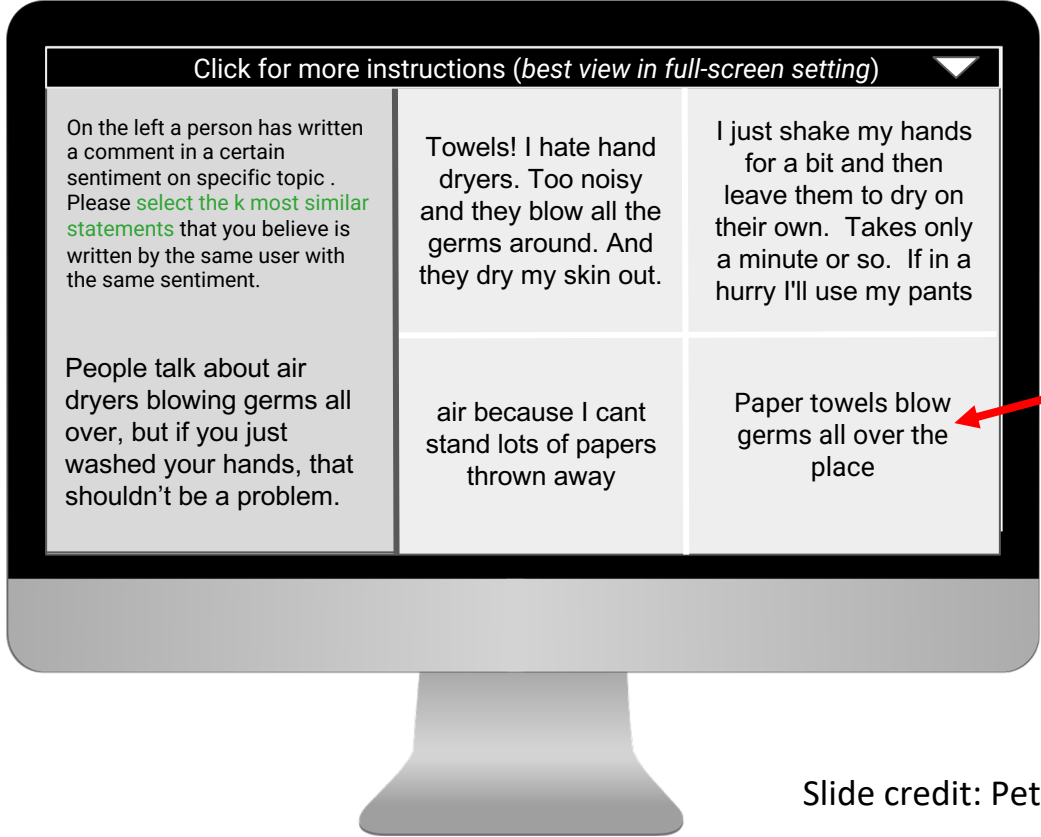 Click for more instructions (best view in full-screen setting)
On the left a person has written
a comment in a certain
sentiment on specific topic .
Please select the k most similar
statements that you believe is
written by the same user with
the same sentiment.
People talk about air
dryers blowing germs all
over, but if you just
washed your hands, that
shouldn’t be a problem.
Towels! I hate hand
dryers. Too noisy
and they blow all the
germs around. And
they dry my skin out.
I just shake my hands
for a bit and then
leave them to dry on
their own.  Takes only
a minute or so.  If in a
hurry I'll use my pants
air because I cant
stand lots of papers
thrown away
Paper towels blow
germs all over the
place
Slide credit: Pet